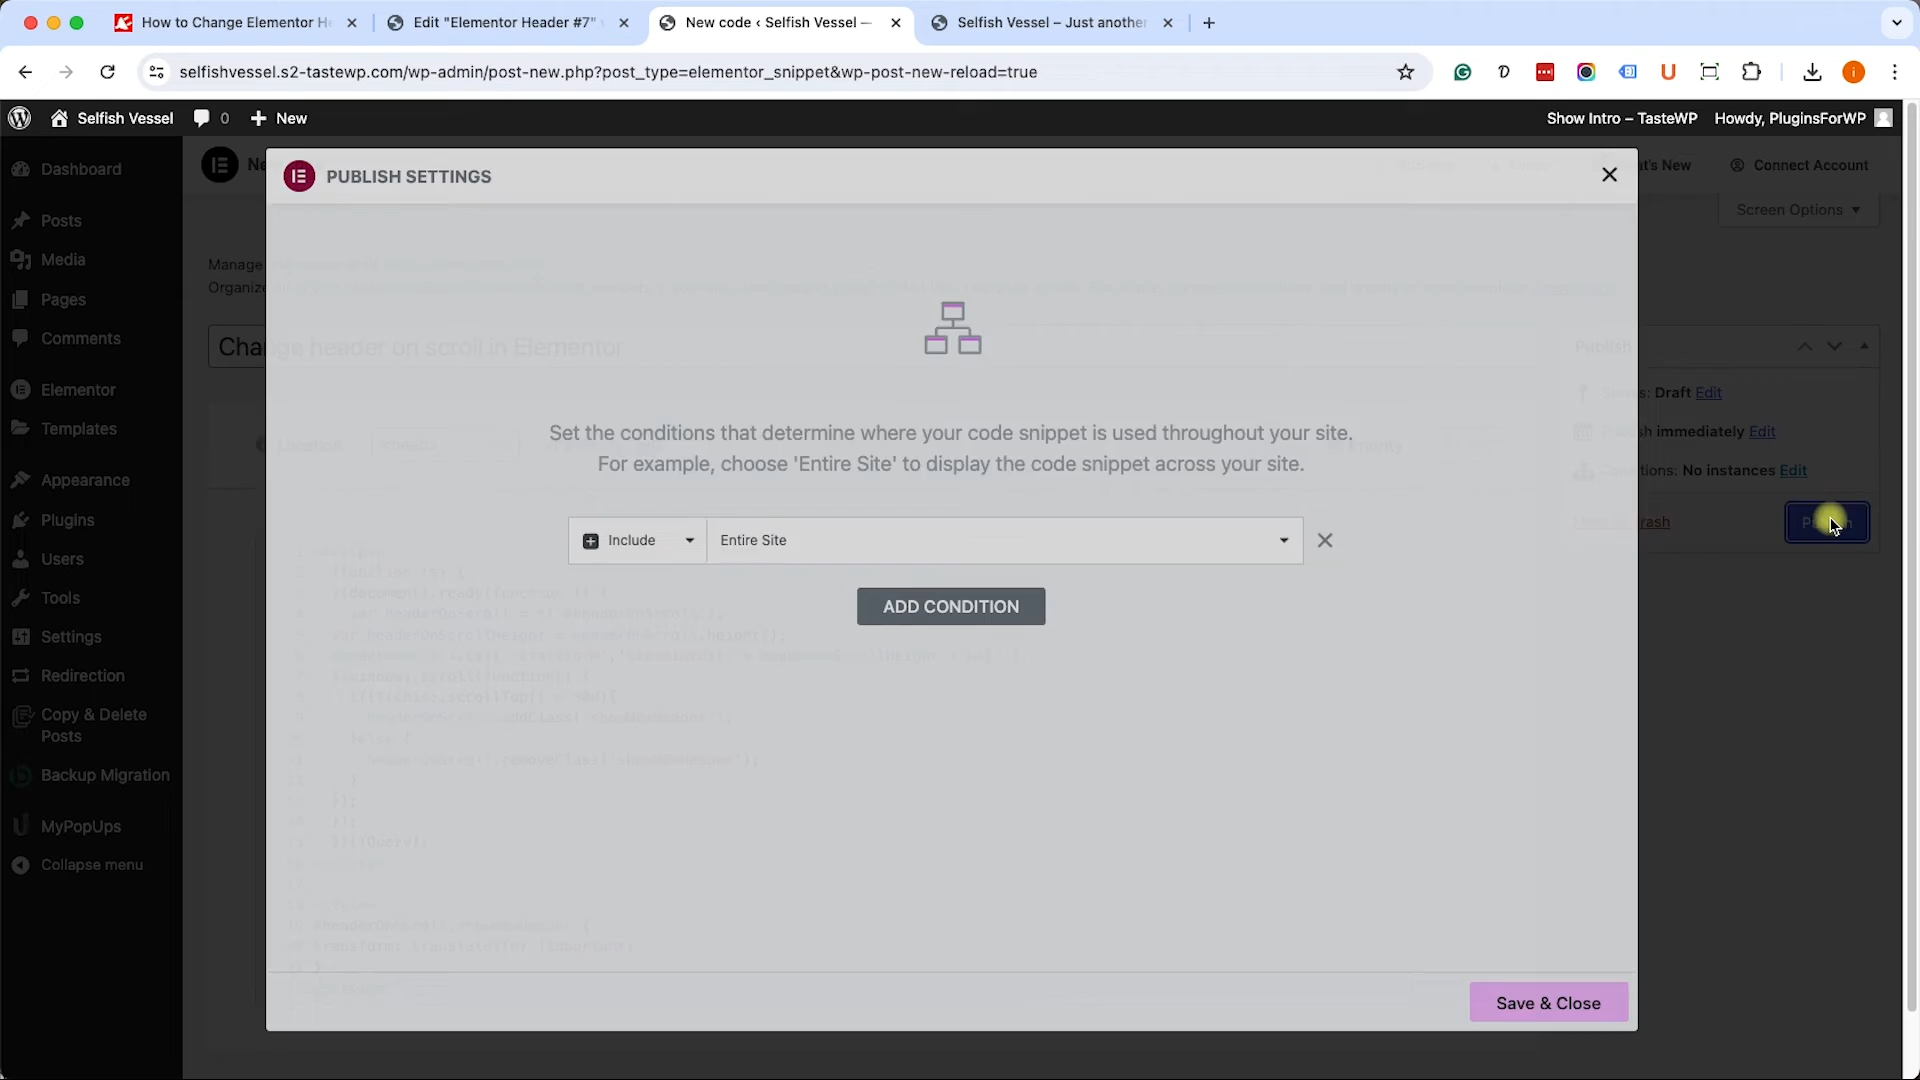 How to Change Elementor He
Edit "Elementor Header #7"
New code ‹ Selfish Vessel —
Selfish Vessel – Just another
selfishvessel.s2-tastewp.com/wp-admin/post-new.php?post_type=elementor_snippet&wp-post-new-reload=true
Selfish Vessel
0
New
Show Intro – TasteWP
Howdy, PluginsForWP
Dashboard
Posts
Media
Pages
Comments
Elementor
Templates
Appearance
Plugins
Users
Tools
Settings
Redirection
Copy & Delete
Posts
Backup Migration
MyPopUps
Collapse menu
PUBLISH SETTINGS
at's New
Connect Account
Screen Options
Manage
Change header on scroll in Elementor
Publish
Status: Draft Edit
Publish immediately Edit
Conditions: No instances Edit
Publish
Set the conditions that determine where your code snippet is used throughout your site.
For example, choose 'Entire Site' to display the code snippet across your site.
Include
Entire Site
ADD CONDITION
Save & Close